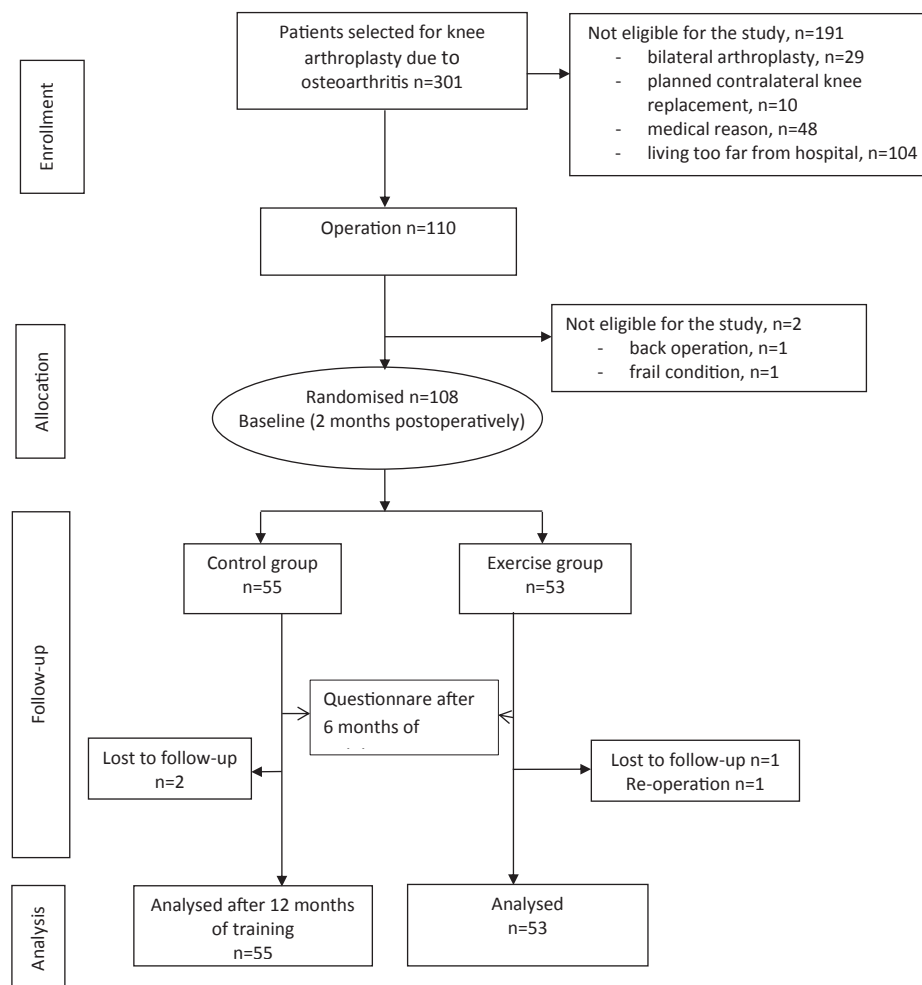 Enrollment
Patients selected for knee
arthroplasty due to
osteoarthritis n=301
Not eligible for the study, n=191
- bilateral arthroplasty, n=29
- planned contralateral knee
replacement, n=10
- medical reason, n=48
- living too far from hospital, n=104
Operation n=110
Allocation
Not eligible for the study, n=2
- back operation, n=1
- frail condition, n=1
Randomised n=108
Baseline (2 months postoperatively)
Follow-up
Control group
n=55
Exercise group
n=53
Questionnare after
6 months of
Lost to follow-up
n=2
Lost to follow-up n=1
Re-operation n=1
Analysis
Analysed after 12 months
of training
n=55
Analysed
n=53